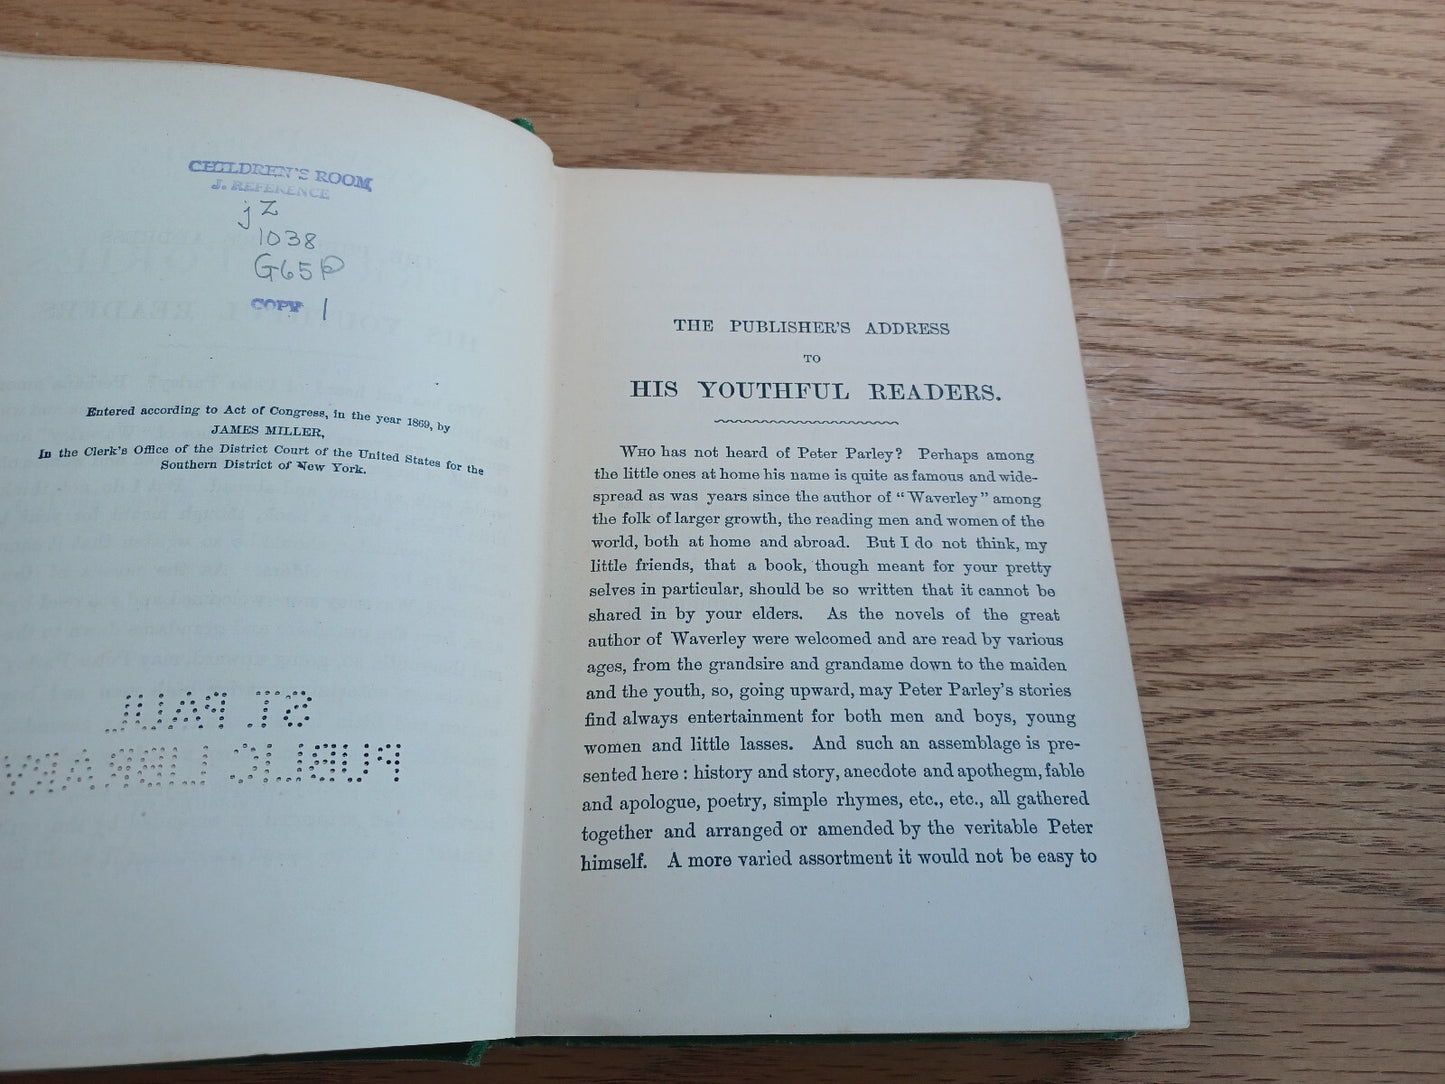 CHILDREN'S ROOM
J. REFERENCE
jZ
1038
G65P
COPY 1
Entered according to Act of Congress, in the year 1869, by
JAMES MILLER,
In the Clerk's Office of the District Court of the United States for the
Southern District of New York.
ST. PAUL
PUBLIC LIBRARY
THE PUBLISHER'S ADDRESS
TO
HIS YOUTHFUL READERS.
Who has not heard of Peter Parley? Perhaps among
the little ones at home his name is quite as famous and wide-
spread as was years since the author of "Waverley" among
the folk of larger growth, the reading men and women of the
world, both at home and abroad. But I do not think, my
little friends, that a book, though meant for your pretty
selves in particular, should be so written that it cannot be
shared in by your elders. As the novels of the great
author of Waverley were welcomed and are read by various
ages, from the grandsire and grandame down to the maiden
and the youth, so, going upward, may Peter Parley's stories
find always entertainment for both men and boys, young
women and little lasses. And such an assemblage is pre-
sented here: history and story, anecdote and apothegm, fable
and apologue, poetry, simple rhymes, etc., etc., all gathered
together and arranged or amended by the veritable Peter
himself. A more varied assortment it would not be easy to